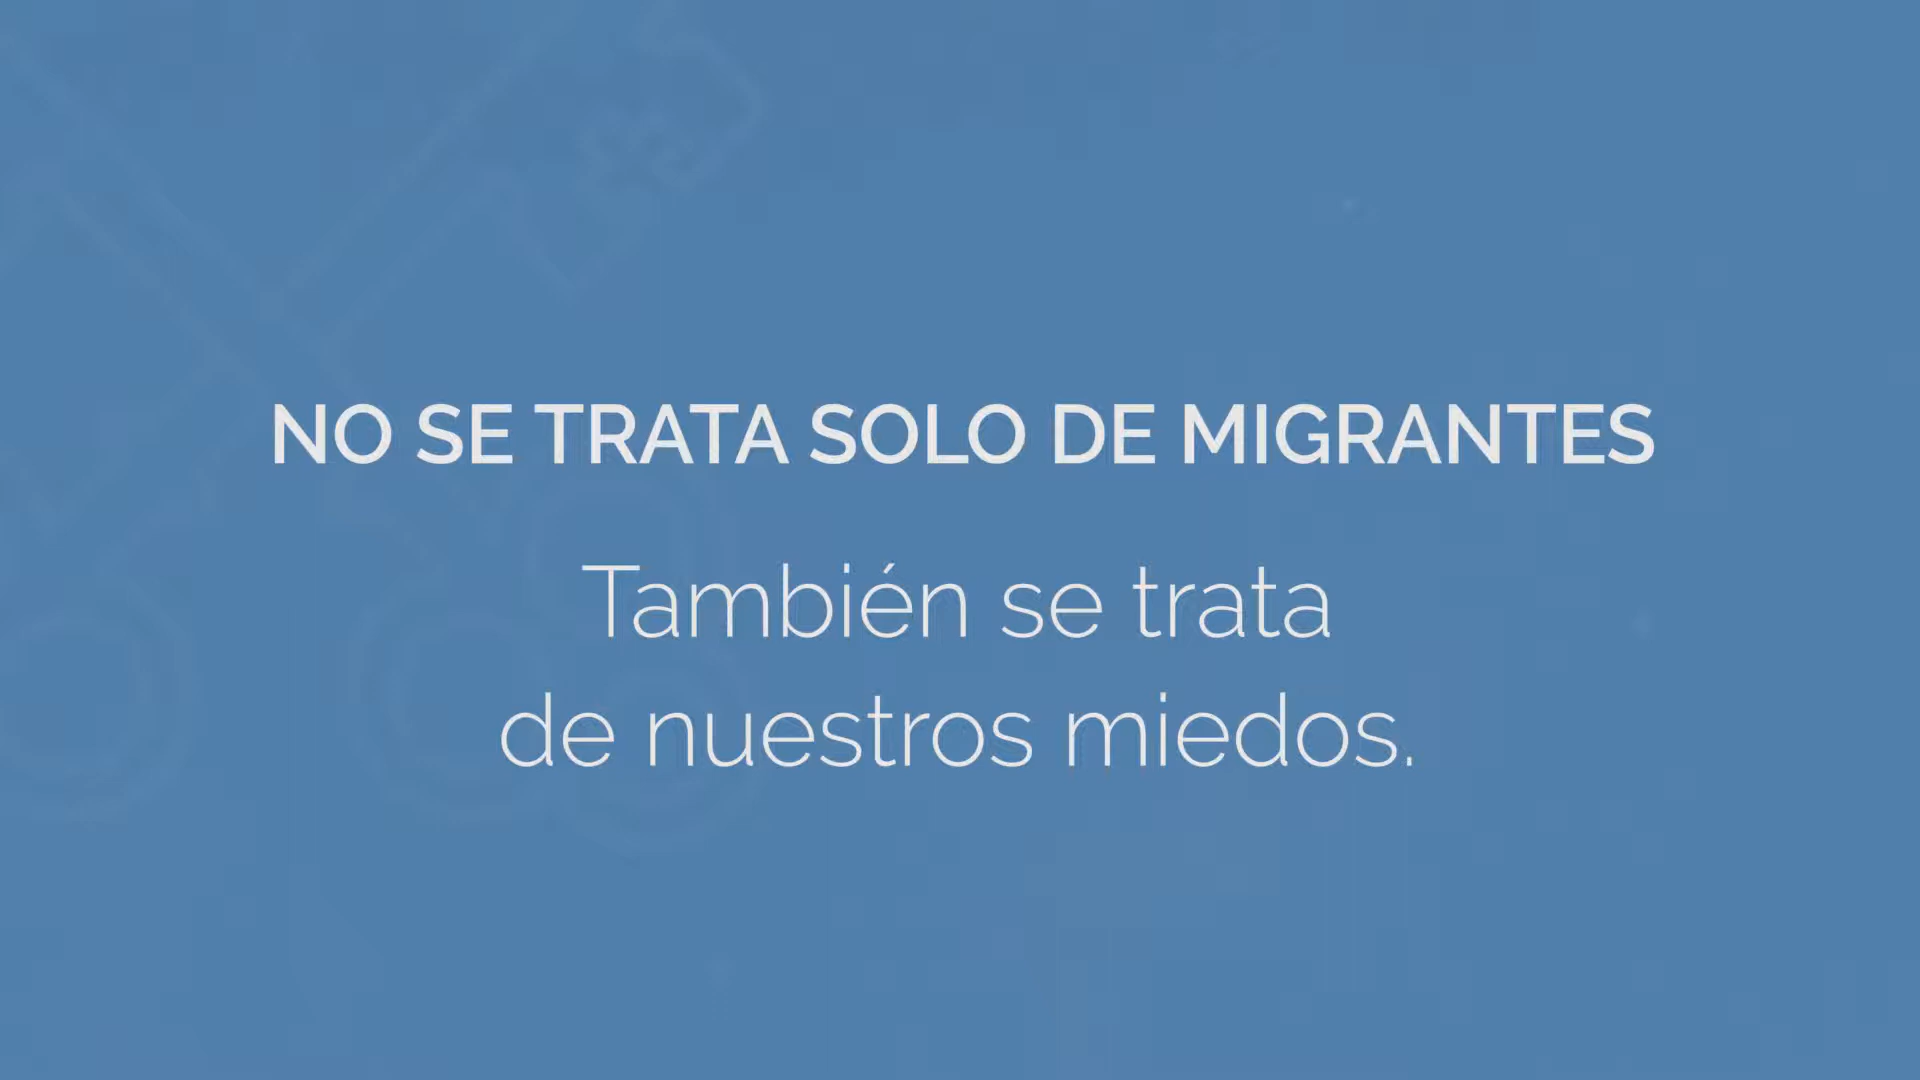 NO SE TRATA SOLO DE MIGRANTES
También se trata
de nuestros miedos.